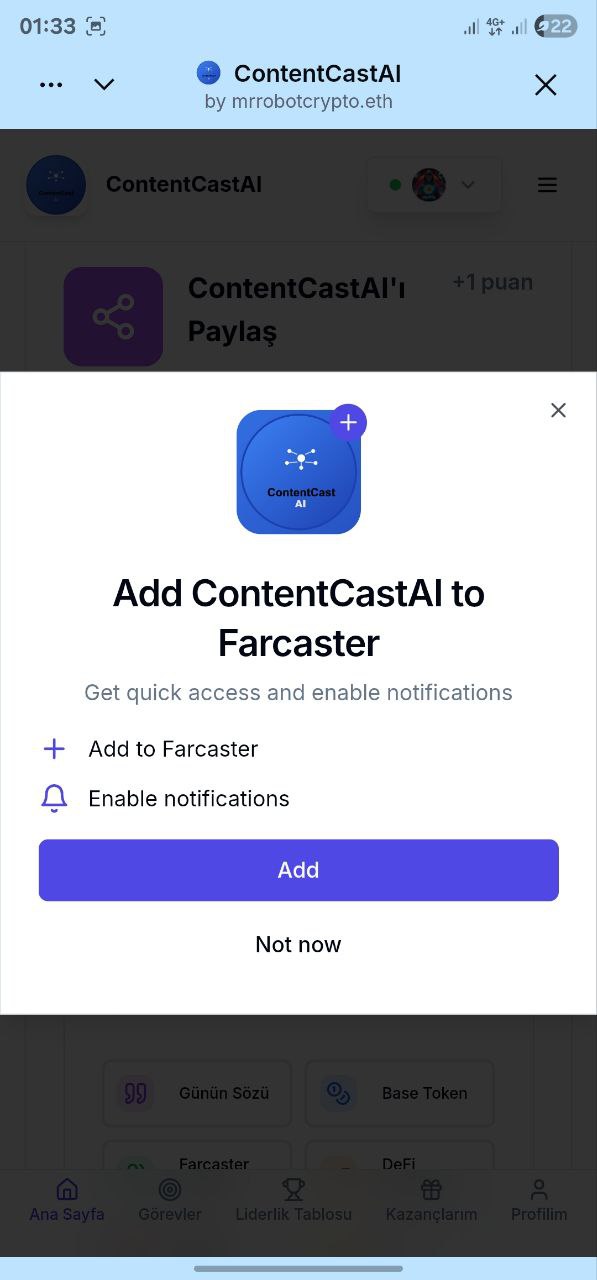 01:33
4G+
22
ContentCastAI
by mrrobotcrypto.eth
ContentCastAI
ContentCastAI'ı
Paylaş
+1 puan
ContentCast
AI
Add ContentCastAI to
Farcaster
Get quick access and enable notifications
Add to Farcaster
Enable notifications
Add
Not now
Günün Sözü
Base Token
Farcaster
DeFi
Ana Sayfa
Görevler
Liderlik Tablosu
Kazançlarım
Profilim